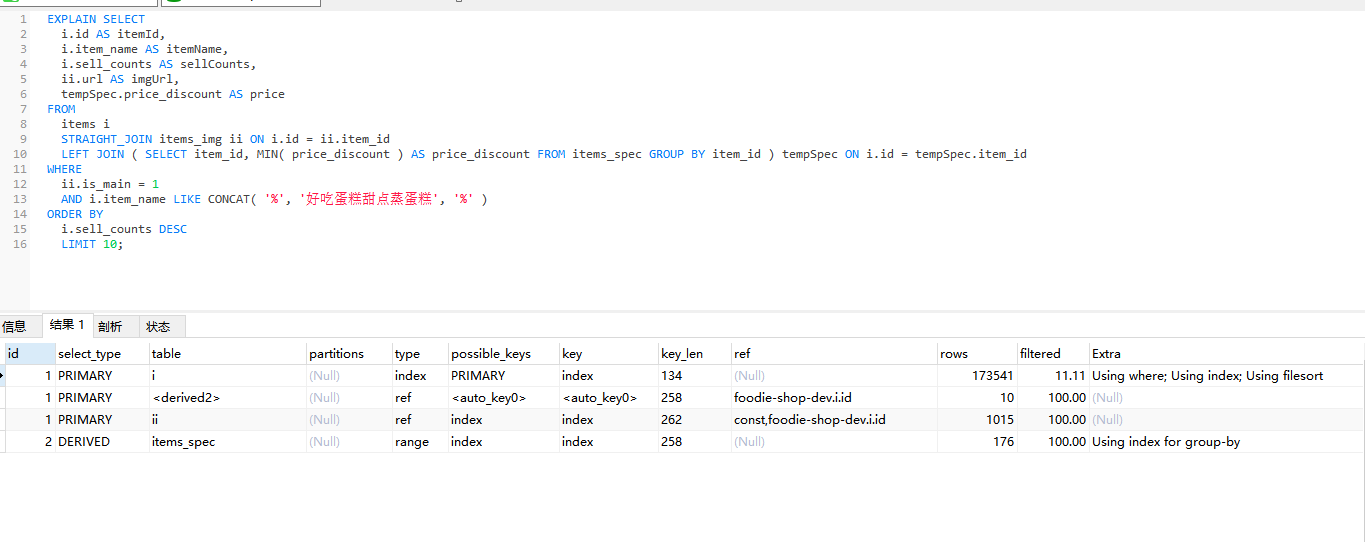 1 EXPLAIN SELECT
2 i.id AS itemId,
3 i.item_name AS itemName,
4 i.sell_counts AS sellCounts,
5 ii.url AS imgUrl,
6 tempSpec.price_discount AS price
7 FROM
8 items i
9 STRAIGHT_JOIN items_img ii ON i.id = ii.item_id
10 LEFT JOIN ( SELECT item_id, MIN( price_discount ) AS price_discount FROM items_spec GROUP BY item_id ) tempSpec ON i.id = tempSpec.item_id
11 WHERE
12 ii.is_main = 1
13 AND i.item_name LIKE CONCAT( '%', '好吃蛋糕甜点蒸蛋糕', '%' )
14 ORDER BY
15 i.sell_counts DESC
16 LIMIT 10;
信息 结果 1 剖析 状态
id select_type table partitions type possible_keys key key_len ref rows filtered Extra
1 PRIMARY i (Null) index PRIMARY index 134 (Null) 173541 11.11 Using where; Using index; Using filesort
1 PRIMARY <derived2> (Null) ref <auto_key0> <auto_key0> 258 foodie-shop-dev.i.id 10 100.00 (Null)
1 PRIMARY ii (Null) ref index index 262 const,foodie-shop-dev.i.id 1015 100.00 (Null)
2 DERIVED items_spec (Null) range index index 258 (Null) 176 100.00 Using index for group-by